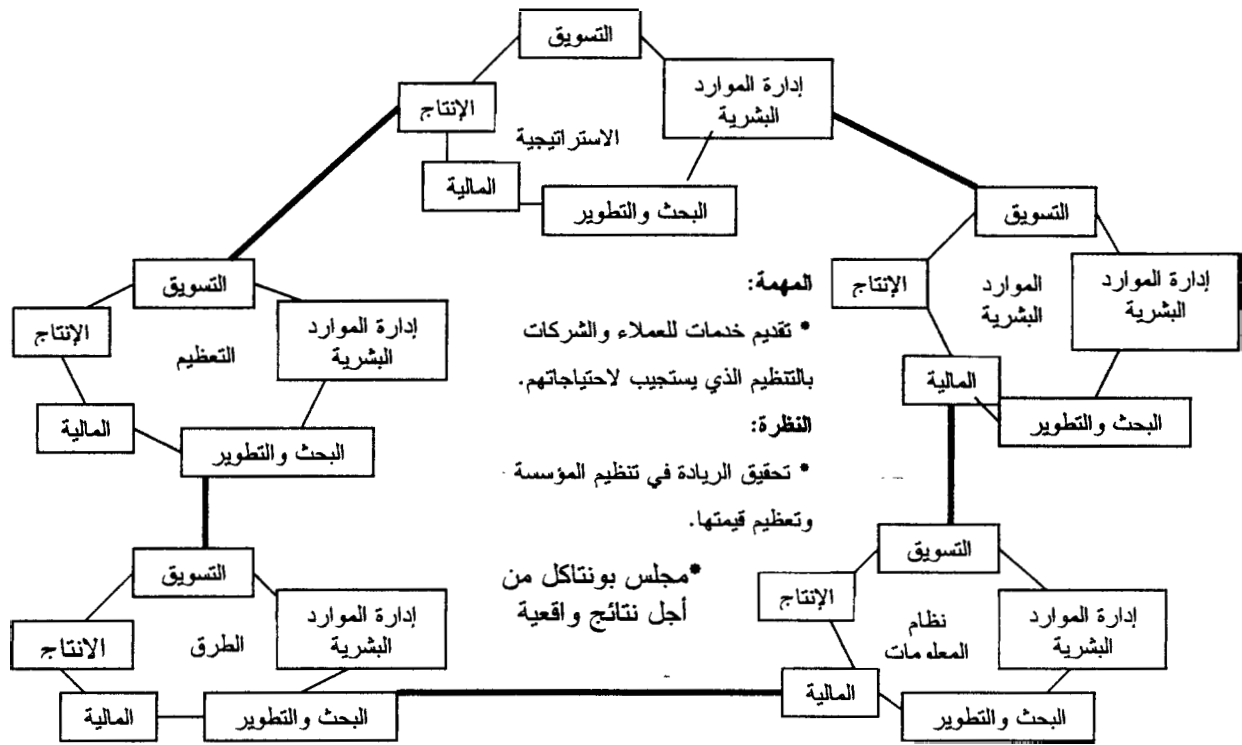 التسويق
إدارة الموارد
البشرية
الإنتاج
الاستراتيجية
المالية
البحث والتطوير
التسويق
إدارة الموارد
البشرية
الموارد
البشرية
الإنتاج
المالية
البحث والتطوير
التسويق
إدارة الموارد
البشرية
الإنتاج
التعظيم
المالية
البحث والتطوير
المهمة:
* تقديم خدمات للعملاء والشركات
بالتنظيم الذي يستجيب لاحتياجاتهم.
النظرة:
* تحقيق الريادة في تنظيم المؤسسة
وتعظيم قيمتها.
*مجلس بونتاكل من
أجل نتائج واقعية
التسويق
إدارة الموارد
البشرية
الإنتاج
نظام
المعلومات
المالية
البحث والتطوير
التسويق
إدارة الموارد
البشرية
الانتاج
الطرق
المالية
البحث والتطوير